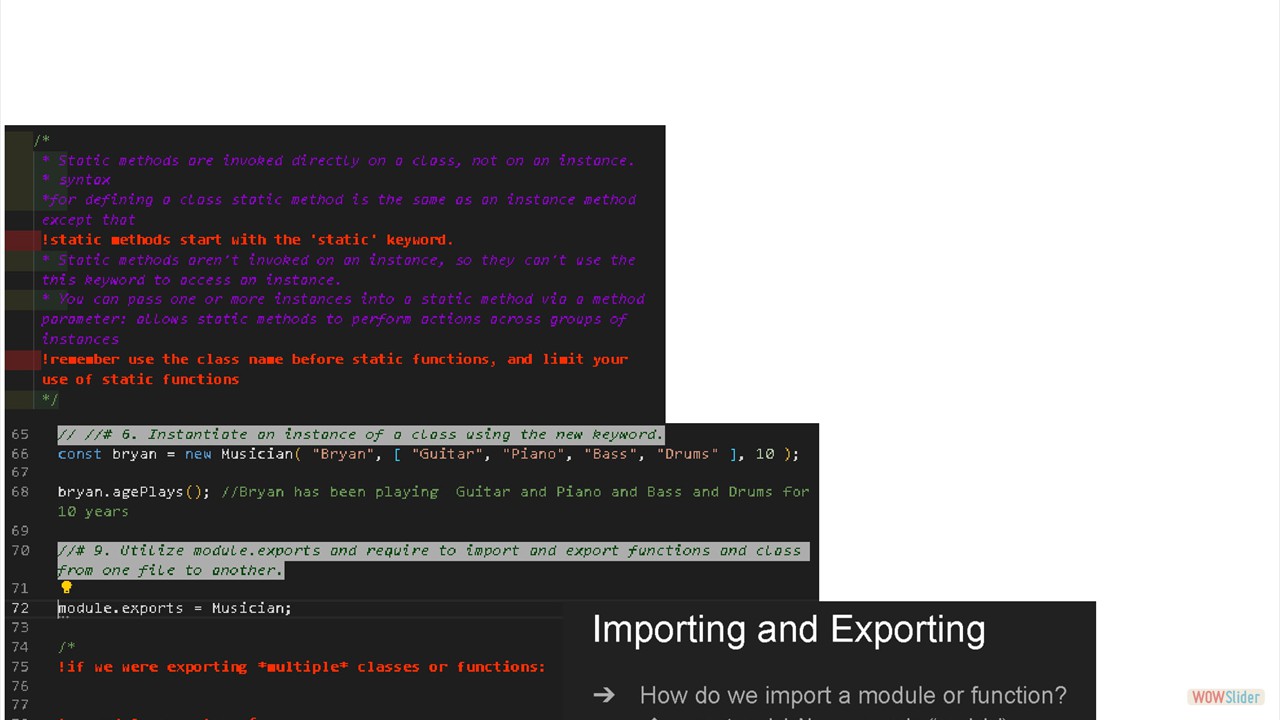 /*
* Static methods are invoked directly on a class, not on an instance.
* syntax
*for defining a class static method is the same as an instance method
except that
!static methods start with the 'static' keyword.
* Static methods aren't invoked on an instance, so they can't use the
this keyword to access an instance.
* You can pass one or more instances into a static method via a method
parameter: allows static methods to perform actions across groups of
instances
!remember use the class name before static functions, and limit your
use of static functions
*/
65 // //# 6. Instantiate an instance of a class using the new keyword.
66 const bryan = new Musician( "Bryan", [ "Guitar", "Piano", "Bass", "Drums" ], 10 );
67
68 bryan.agePlays(); //Bryan has been playing  Guitar and Piano and Bass and Drums for
10 years
69
70 //# 9. Utilize module.exports and require to import and export functions and class
from one file to another.
71
72 module.exports = Musician;
73
74 /*
75 !if we were exporting *multiple* classes or functions:
76
77
Importing and Exporting
➔ How do we import a module or function?
WOWSlider